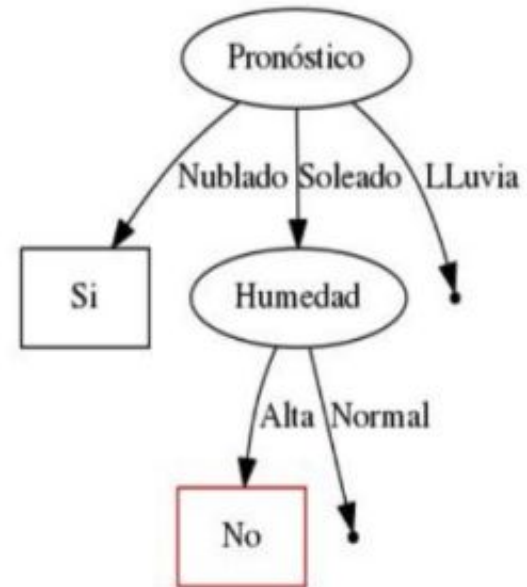 Pronóstico
Nublado Soleado LLuvia
Si Humedad
Alta Normal
No